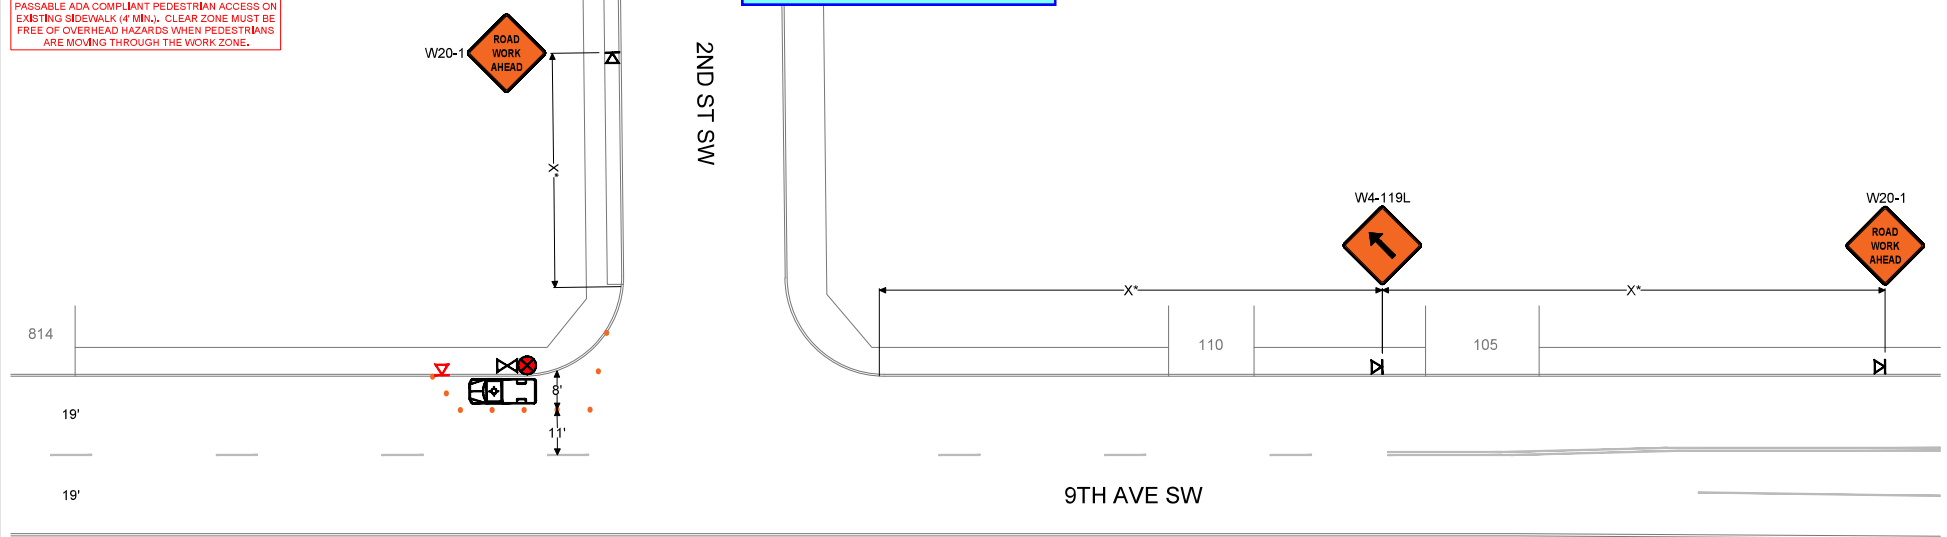 PASSABLE ADA COMPLIANT PEDESTRIAN ACCESS ON
EXISTING SIDEWALK (4' MIN.). CLEAR ZONE MUST BE
FREE OF OVERHEAD HAZARDS WHEN PEDESTRIANS
ARE MOVING THROUGH THE WORK ZONE.
W20-1
ROAD
WORK
AHEAD
X*
2ND ST SW
W4-119L
W20-1
ROAD
WORK
AHEAD
X*
X*
814
110
105
8'
11'
19'
19'
9TH AVE SW